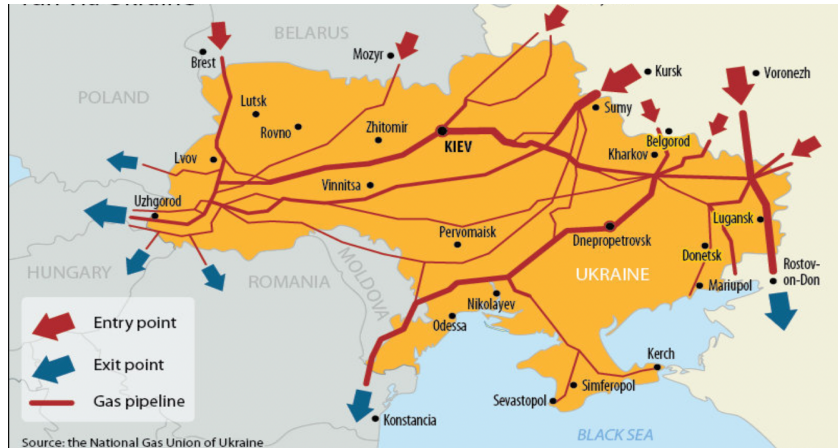 BELARUS
Brest
Mozyr
Kursk
Voronezh
POLAND
Lutsk
Rovno
Zhitomir
KIEV
Sumy
Belgorod
Kharkov
Lvov
Vinnitsa
Uzhgorod
Pervomaisk
Dnepropetrovsk
Lugansk
Donetsk
UKRAINE
Rostov-
on-Don
HUNGARY
ROMANIA
MOLDOVA
Mariupol
Nikolayev
Odessa
Kerch
Simferopol
Sevastopol
Konstancia
BLACK SEA
Entry point
Exit point
Gas pipeline
Source: the National Gas Union of Ukraine